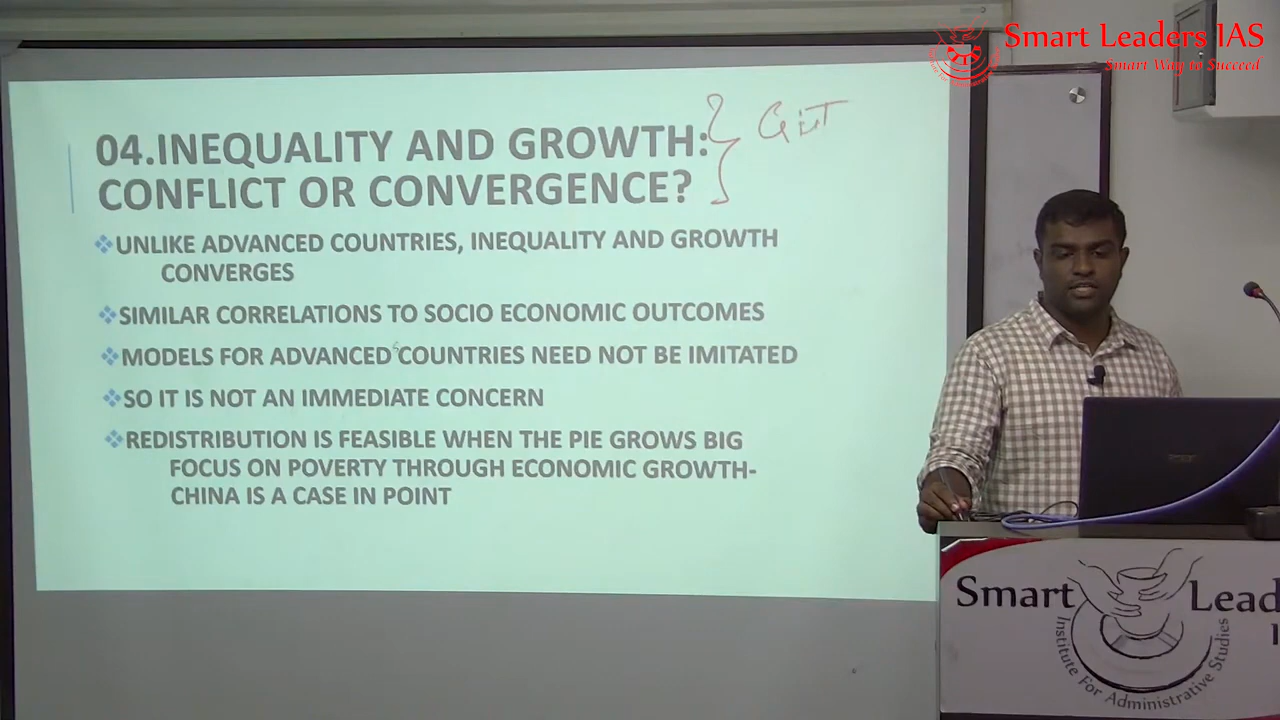 Smart Leaders IAS
Smart Way to Succeed
04.INEQUALITY AND GROWTH:
CONFLICT OR CONVERGENCE?
UNLIKE ADVANCED COUNTRIES, INEQUALITY AND GROWTH
CONVERGES
SIMILAR CORRELATIONS TO SOCIO ECONOMIC OUTCOMES
MODELS FOR ADVANCED COUNTRIES NEED NOT BE IMITATED
SO IT IS NOT AN IMMEDIATE CONCERN
REDISTRIBUTION IS FEASIBLE WHEN THE PIE GROWS BIG
FOCUS ON POVERTY THROUGH ECONOMIC GROWTH-
CHINA IS A CASE IN POINT
Smart Lead
Institute For Administrative Studies